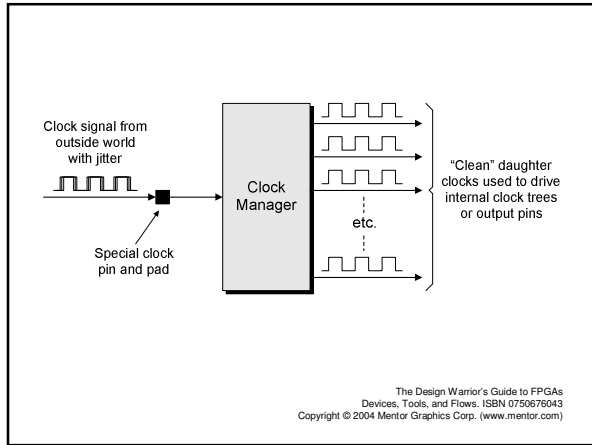 Clock signal from
outside world
with jitter
Special clock
pin and pad
Clock
Manager
etc.
“Clean” daughter
clocks used to drive
internal clock trees
or output pins
The Design Warrior's Guide to FPGAs
Devices, Tools, and Flows. ISBN 0750676043
Copyright © 2004 Mentor Graphics Corp. (www.mentor.com)